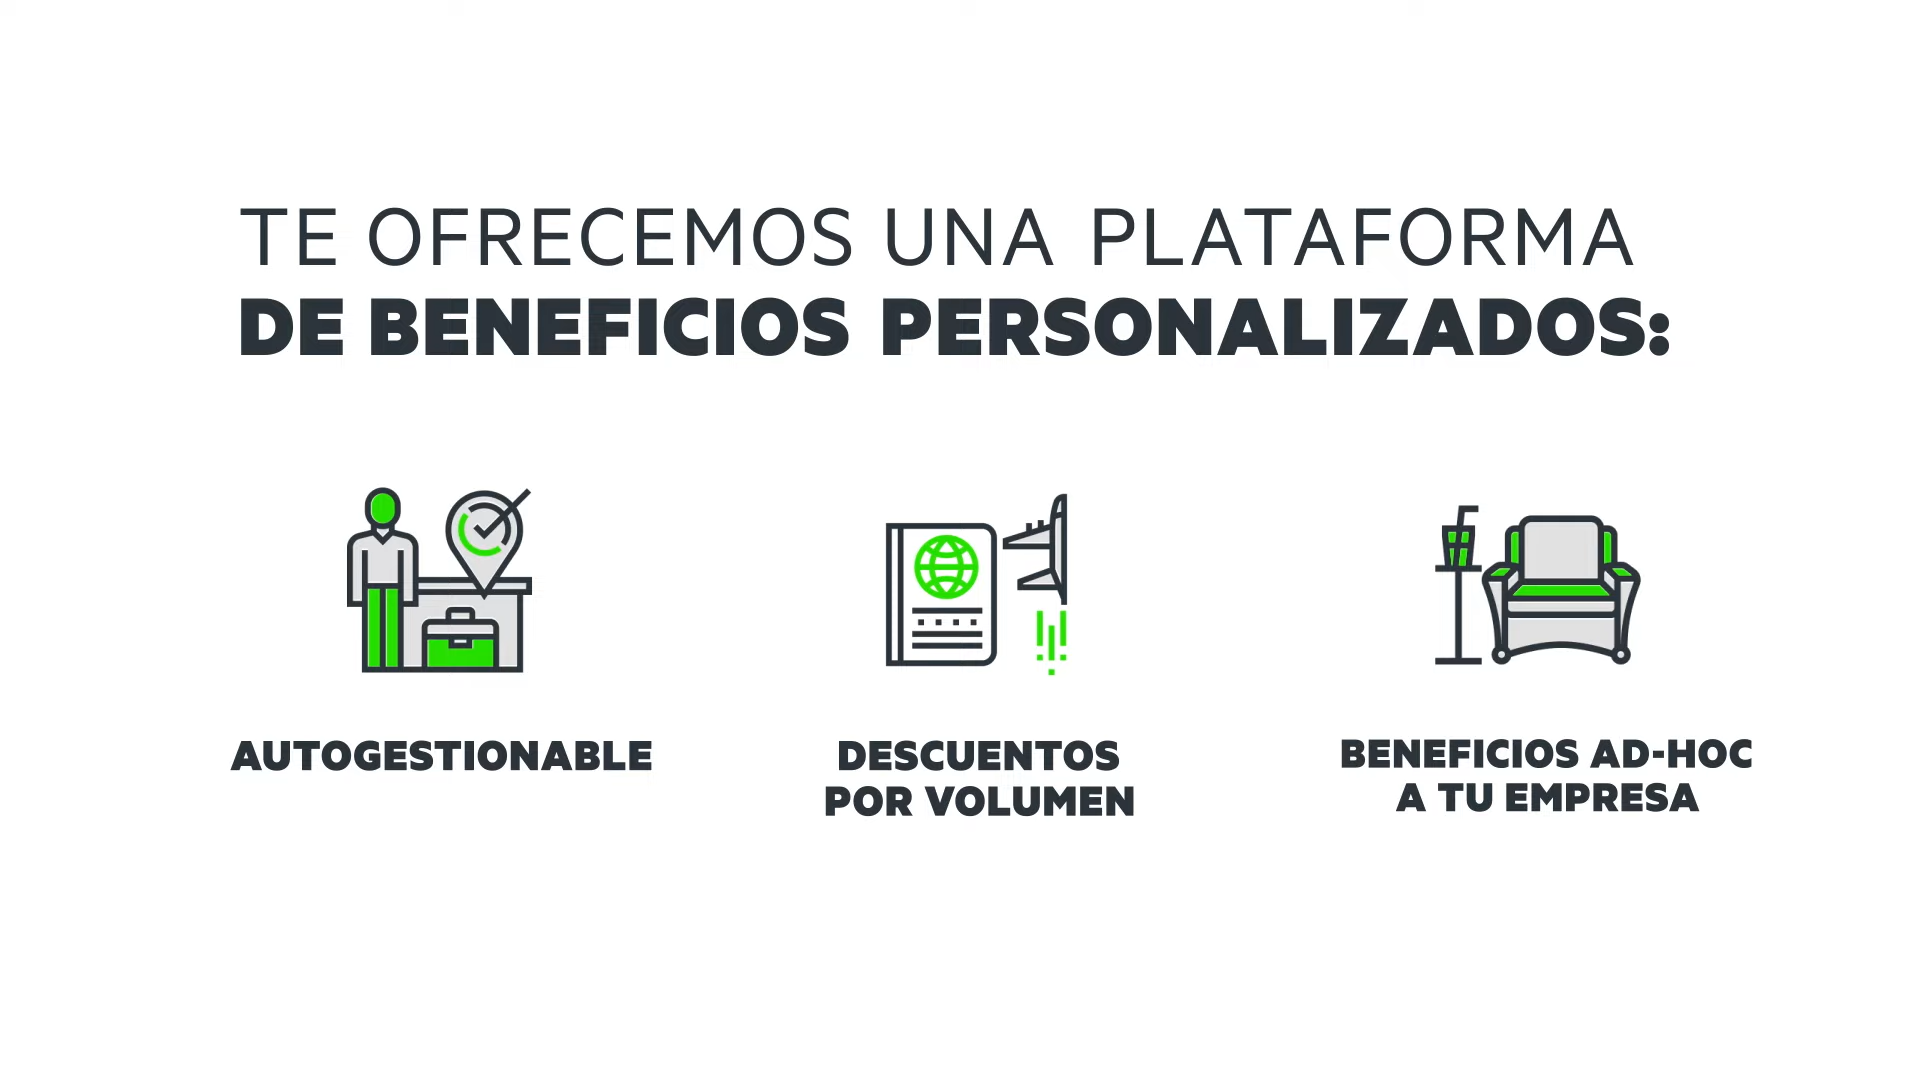 TE OFRECEMOS UNA PLATAFORMA
DE BENEFICIOS PERSONALIZADOS:
AUTOGESTIONABLE
DESCUENTOS
POR VOLUMEN
BENEFICIOS AD-HOC
A TU EMPRESA